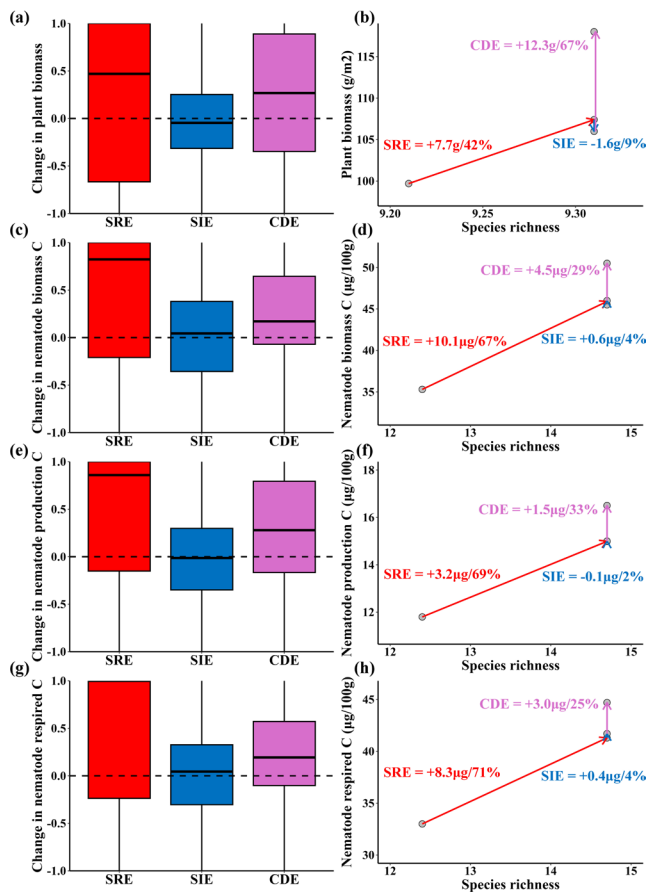 (a)
Change in plant biomass
1.0
0.5
0.0
-0.5
-1.0
SRE SIE CDE
(b)
Plant biomass (g/m2)
115
110
105
100
CDE = +12.3g/67%
SRE = +7.7g/42%
SIE = -1.6g/9%
9.20 9.25 9.30
Species richness
(c)
Change in nematode biomass C
1.0
0.5
0.0
-0.5
-1.0
SRE SIE CDE
(d)
Nematode biomass C (μg/100g)
50
45
40
35
CDE = +4.5μg/29%
SRE = +10.1μg/67%
SIE = +0.6μg/4%
12 13 14 15
Species richness
(e)
Change in nematode production C
1.0
0.5
0.0
-0.5
-1.0
SRE SIE CDE
(f)
Nematode production C (μg/100g)
18
16
14
12
CDE = +1.5μg/33%
SRE = +3.2μg/69%
SIE = -0.1μg/2%
12 13 14 15
Species richness
(g)
Change in nematode respired C
1.0
0.5
0.0
-0.5
-1.0
SRE SIE CDE
(h)
Nematode respired C (μg/100g)
45
40
35
30
CDE = +3.0μg/25%
SRE = +8.3μg/71%
SIE = +0.4μg/4%
12 13 14 15
Species richness